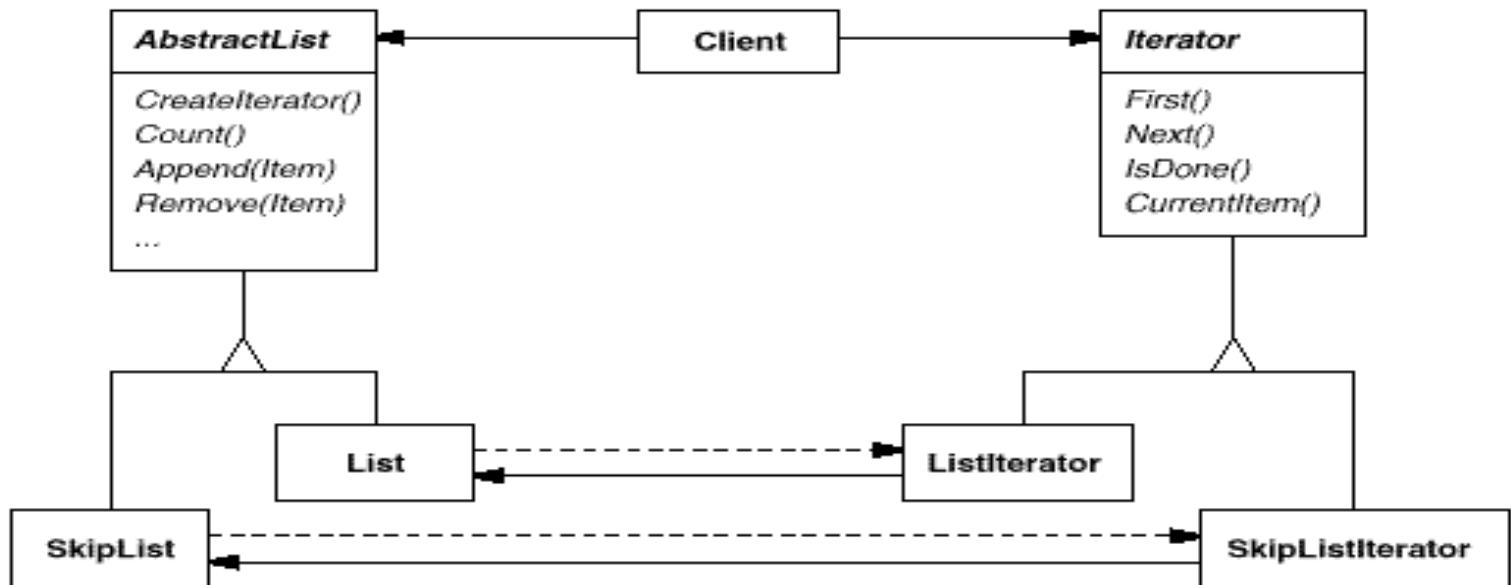 AbstractList
CreateIterator()
Count()
Append(Item)
Remove(Item)
...
Client
Iterator
First()
Next()
IsDone()
CurrentItem()
List
ListIterator
SkipList
SkipListIterator